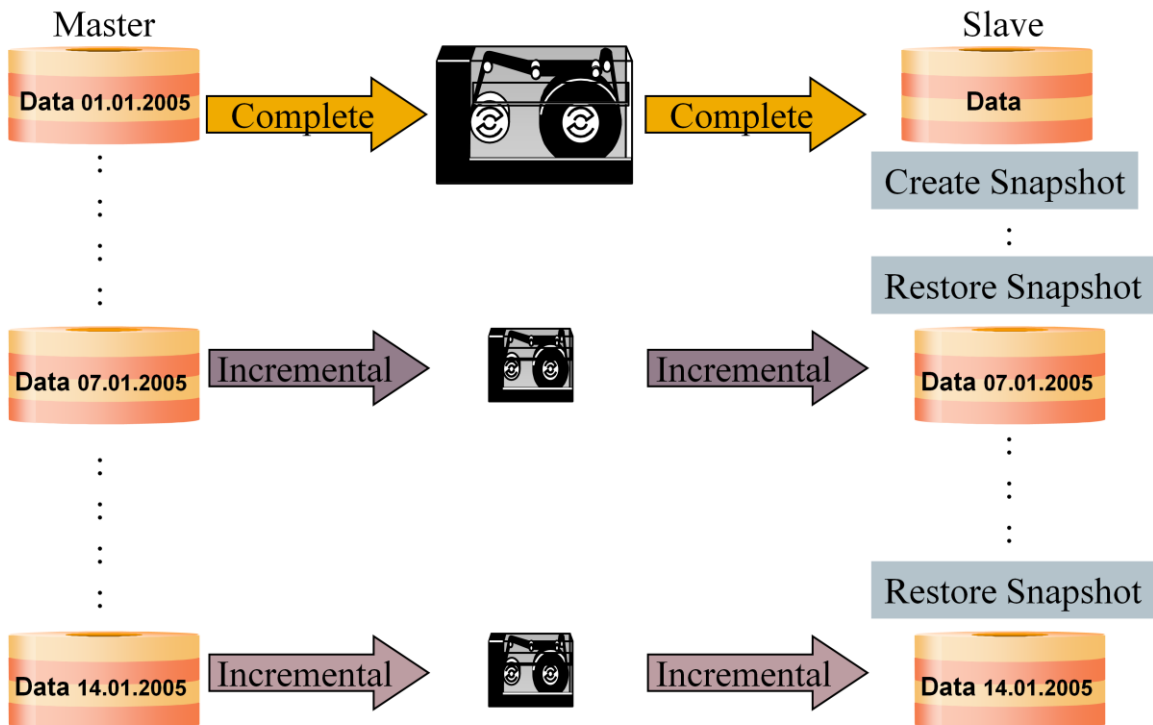 Master
Slave
Data 01.01.2005
Complete
Complete
Data
Create Snapshot
Restore Snapshot
Data 07.01.2005
Incremental
Incremental
Data 07.01.2005
Restore Snapshot
Data 14.01.2005
Incremental
Incremental
Data 14.01.2005